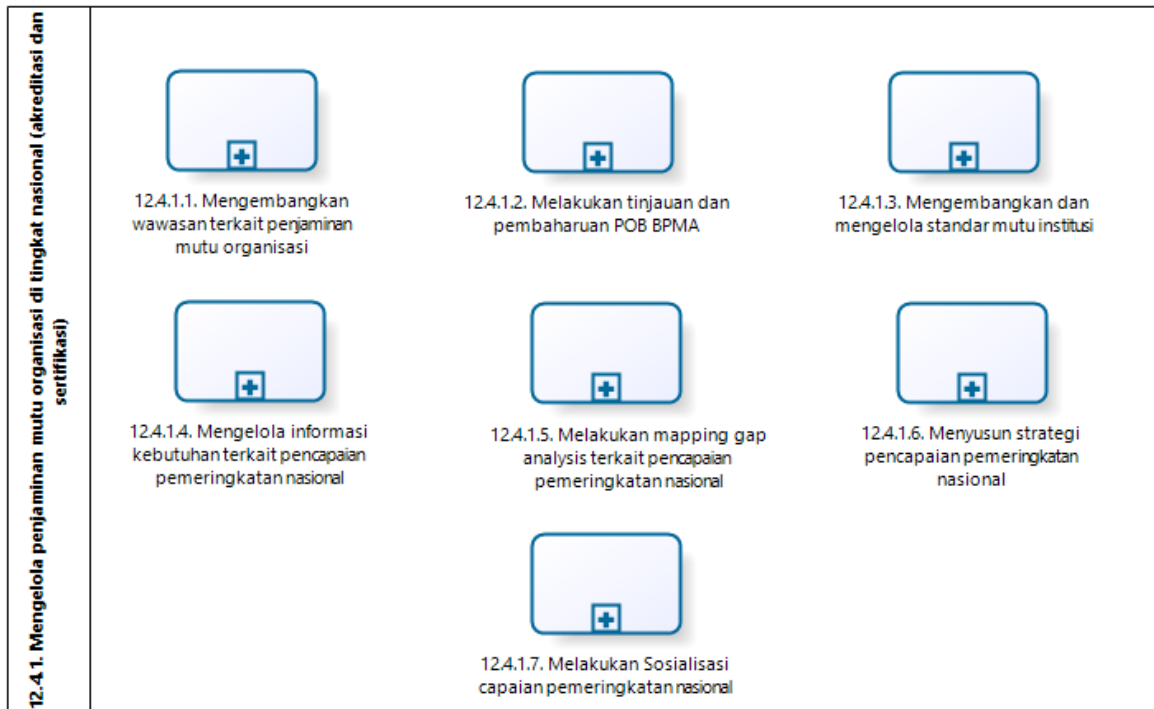 12.4.1. Mengelola penjaminan mutu organisasi di tingkat nasional (akreditasi dan
sertifikasi)
12.4.1.1. Mengembangkan
wawasan terkait penjaminan
mutu organisasi
12.4.1.2. Melakukan tinjauan dan
pembaharuan POB BPMA
12.4.1.3. Mengembangkan dan
mengelola standar mutu institusi
12.4.1.4. Mengelola informasi
kebutuhan terkait pencapaian
pemeringkatan nasional
12.4.1.5. Melakukan mapping gap
analysis terkait pencapaian
pemeringkatan nasional
12.4.1.6. Menyusun strategi
pencapaian pemeringkatan
nasional
12.4.1.7. Melakukan Sosialisasi
capaian pemeringkatan nasional